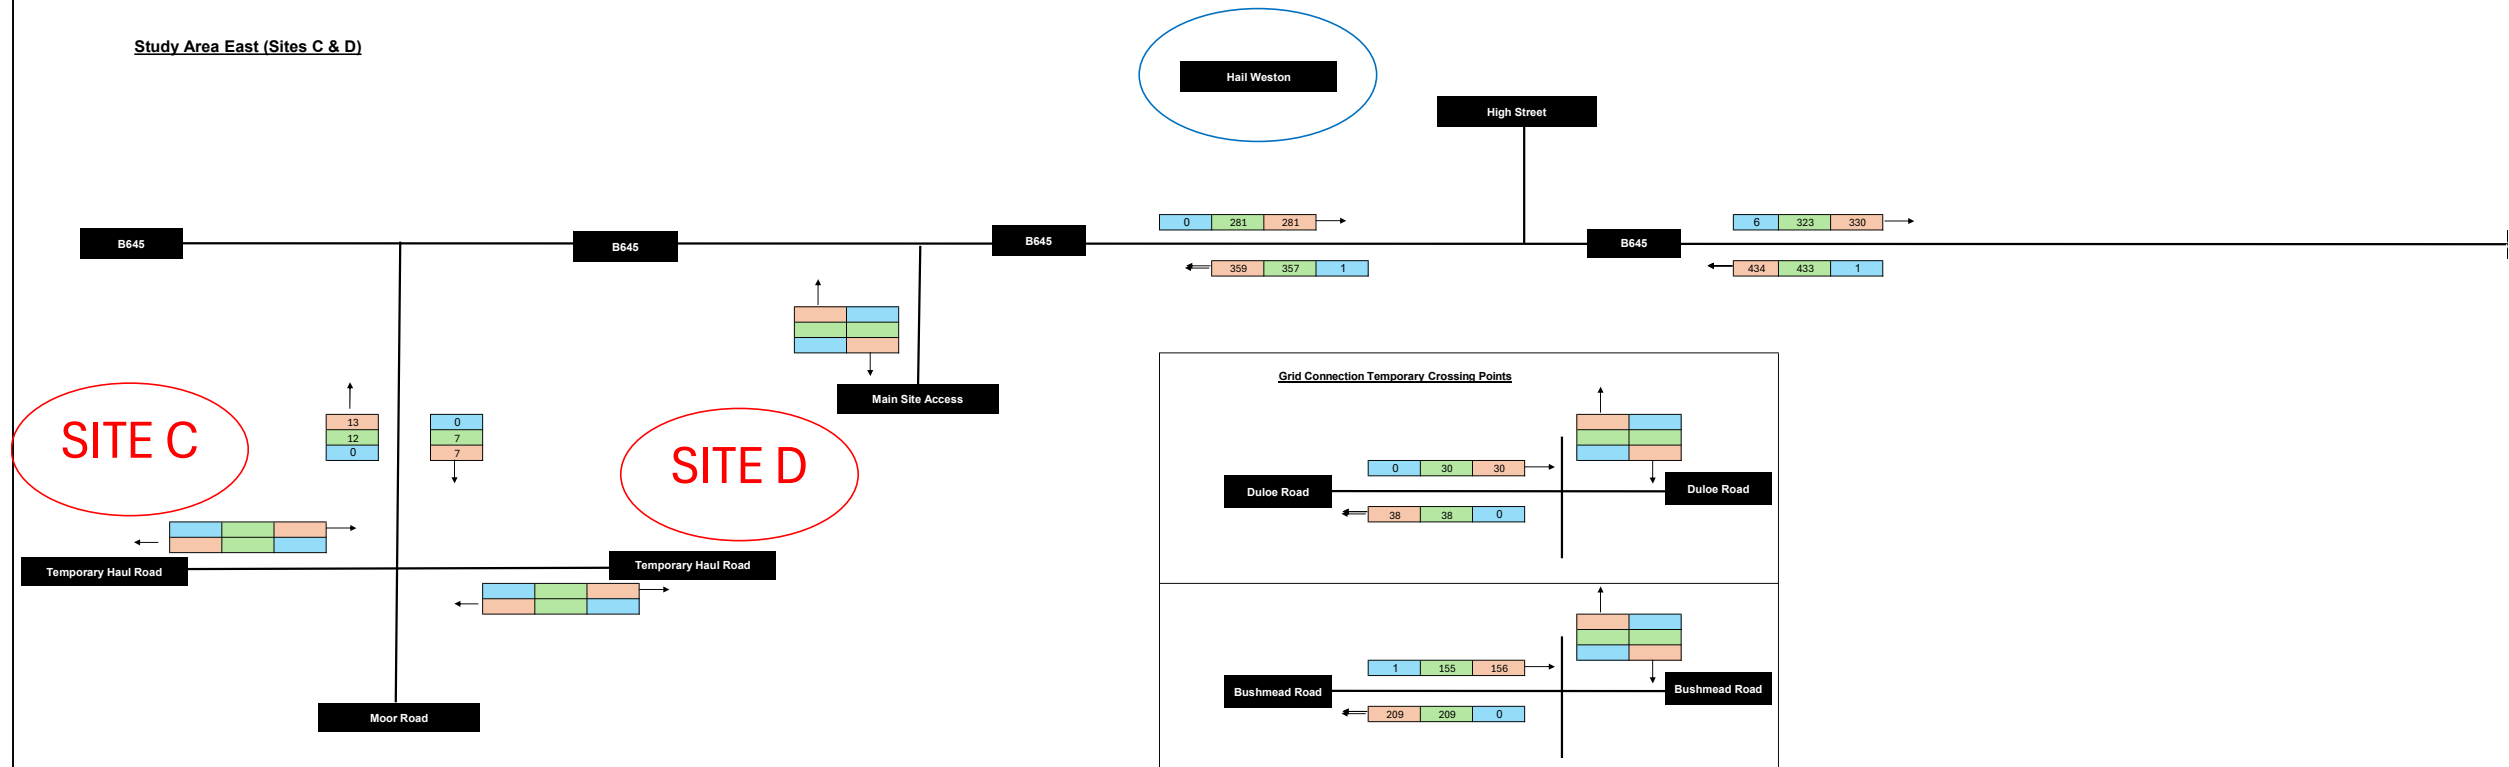 Study Area East (Sites C & D)
Hail Weston
High Street
0 281 281
6 323 330
B645
B645
B645
B645
359 357 1
434 433 1
Main Site Access
Grid Connection Temporary Crossing Points
SITE C
13
12
0
0
7
7
SITE D
0 30 30
Duloe Road
Duloe Road
38 38 0
Temporary Haul Road
Temporary Haul Road
1 155 156
Bushmead Road
Bushmead Road
209 209 0
Moor Road